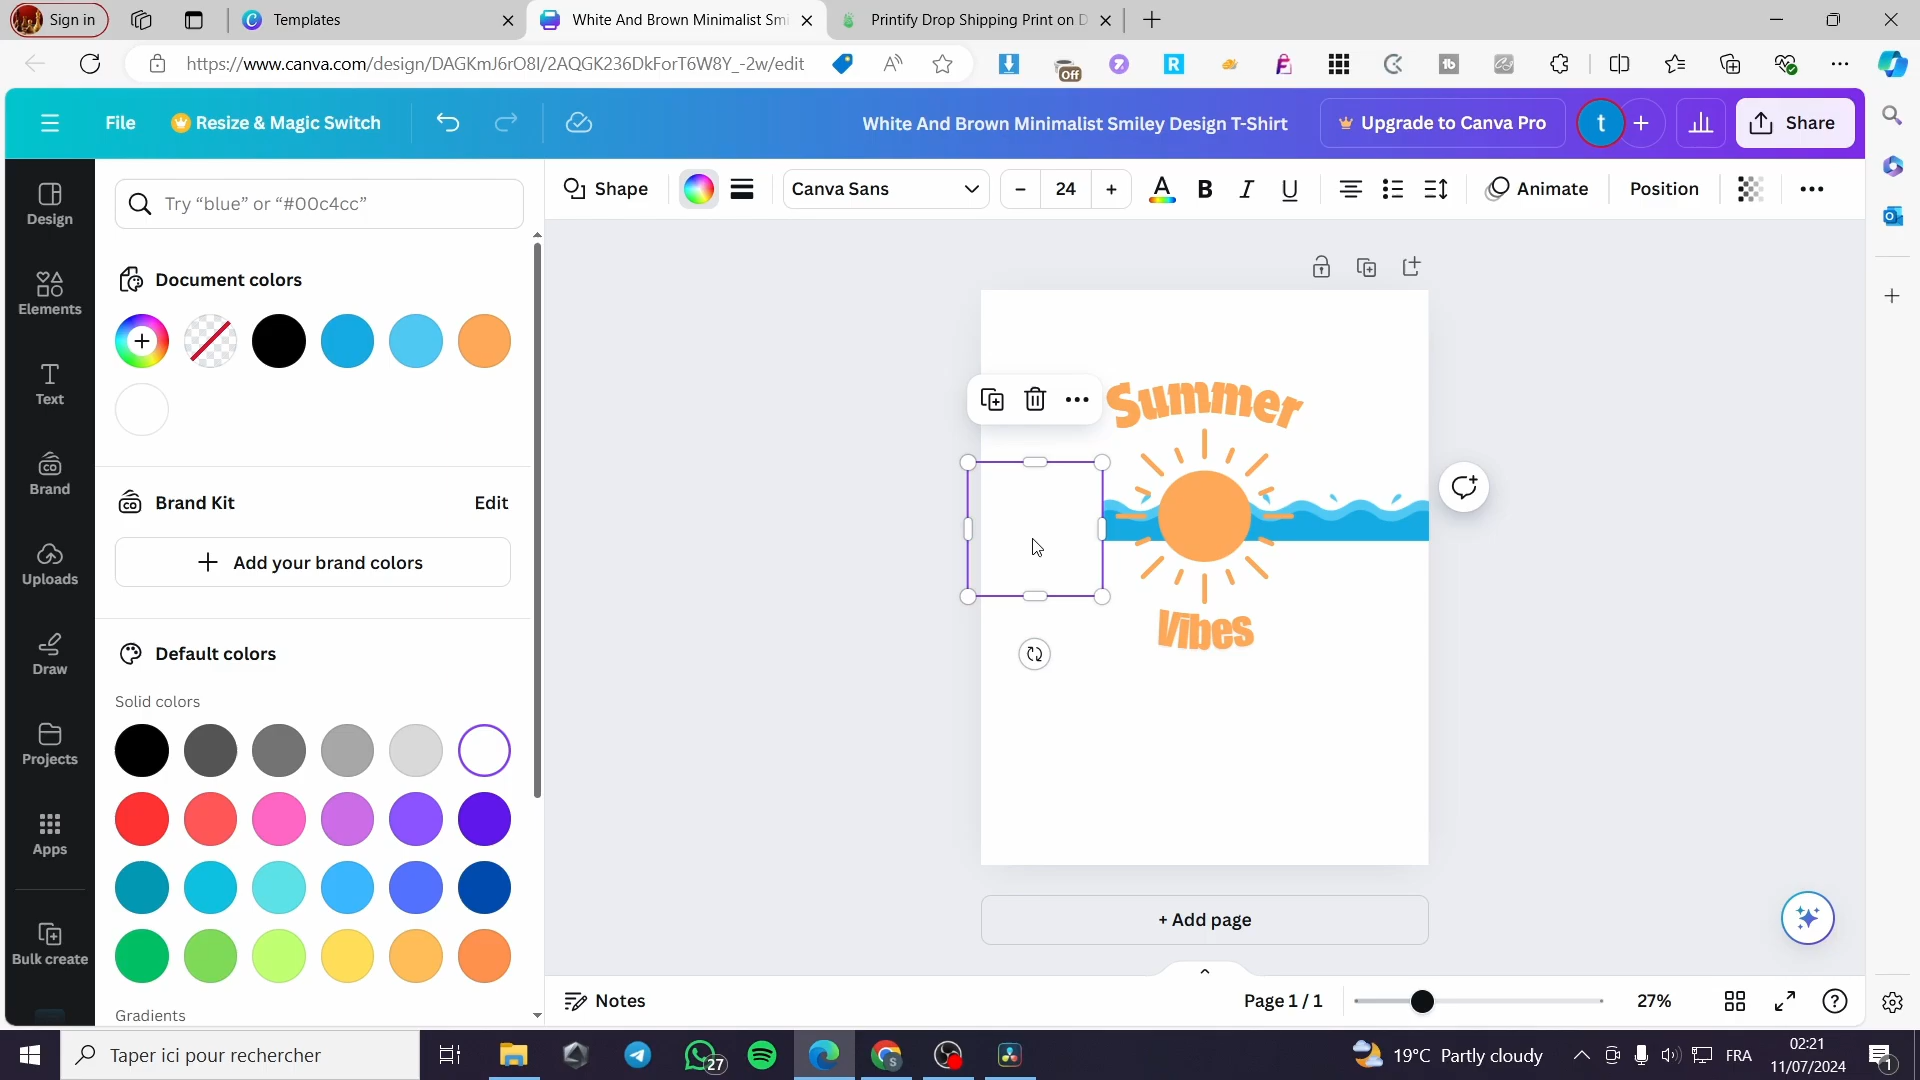 Sign in
Templates
White And Brown Minimalist Smi
Printify Drop Shipping Print on D
https://www.canva.com/design/DAGKmJ6rO8I/2AQGK236DkForT6W8Y_-2w/edit
Off
File
Resize & Magic Switch
White And Brown Minimalist Smiley Design T-Shirt
Upgrade to Canva Pro
t
Share
Design
Elements
Text
Brand
Uploads
Draw
Projects
Apps
Bulk create
Try “blue” or “#00c4cc”
Document colors
Brand Kit
Edit
Add your brand colors
Default colors
Solid colors
Gradients
Shape
Canva Sans
24
Animate
Position
Summer
Vibes
+ Add page
Notes
Page 1 / 1
27%
Taper ici pour rechercher
27
19°C Partly cloudy
FRA
02:21
11/07/2024
1